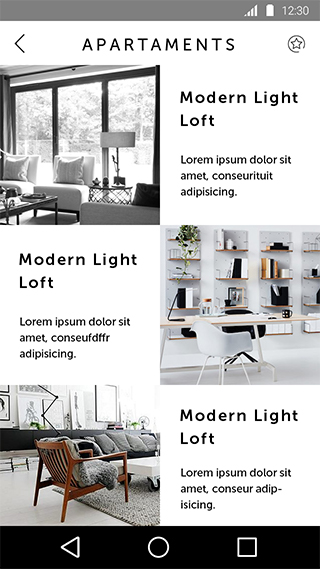 12:30
APARTAMENTS
Modern Light
Loft
Lorem ipsum dolor sit
amet, conseurituit
adipisicing.
Modern Light
Loft
Lorem ipsum dolor sit
amet, conseufdffr
adipisicing.
Modern Light
Loft
Lorem ipsum dolor sit
amet, conseur adip-
isicing.